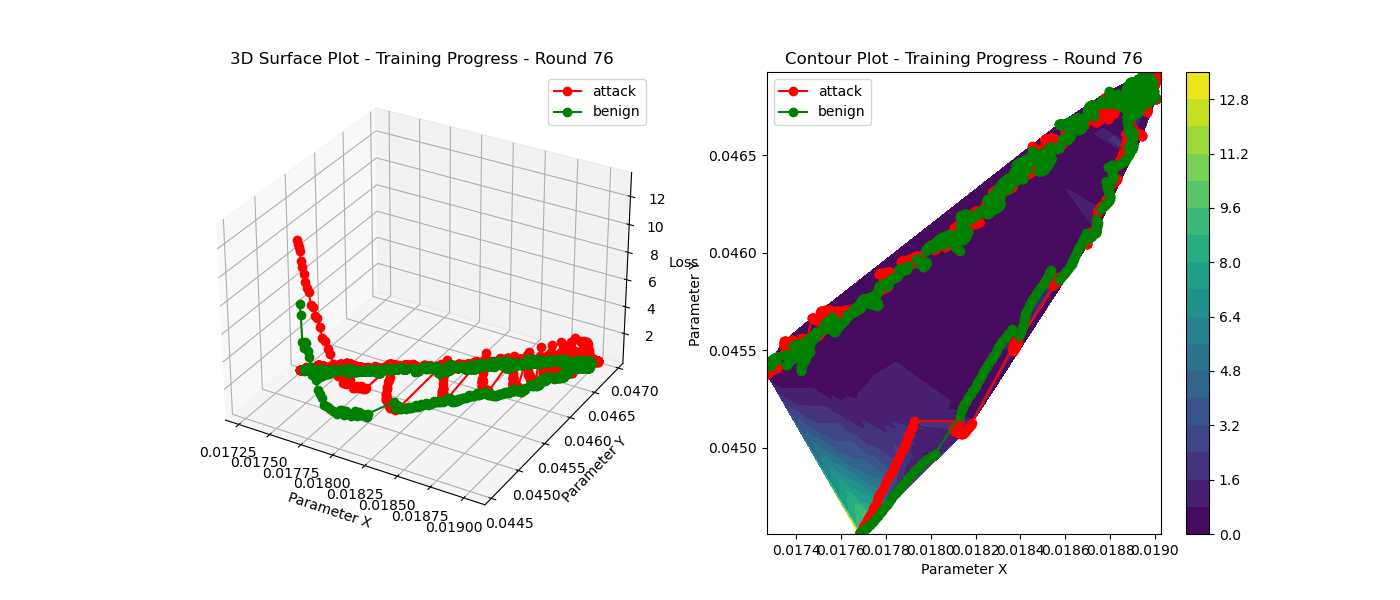 3D Surface Plot - Training Progress - Round 76
attack
benign
12
10
8
6
4
2
Loss
0.0470
0.0465
0.0460
0.0455
0.0450
0.0445
Parameter Y
0.01725
0.01750
0.01775
0.01800
0.01825
0.01850
0.01875
0.01900
Parameter X
Contour Plot - Training Progress - Round 76
attack
benign
0.0465
0.0460
0.0455
0.0450
Parameter Y
0.0174 0.0176 0.0178 0.0180 0.0182 0.0184 0.0186 0.0188 0.0190
Parameter X
12.8
11.2
9.6
8.0
6.4
4.8
3.2
1.6
0.0